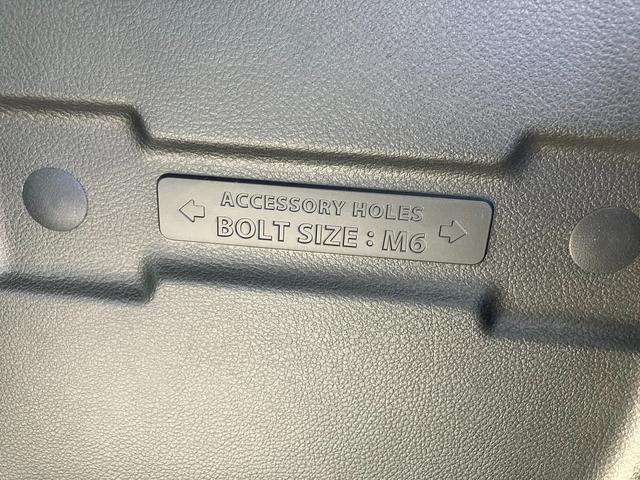 ACCESSORY HOLES
BOLT SIZE : M6